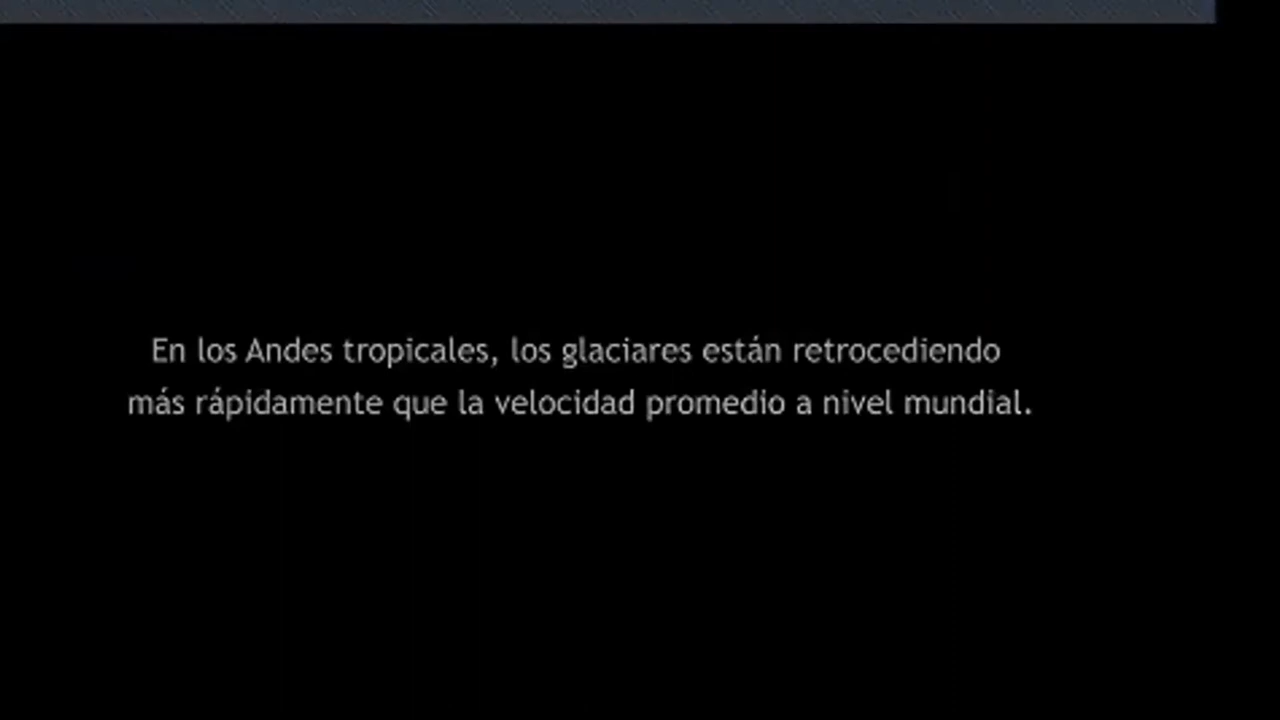 En los Andes tropicales, los glaciares están retrocediendo
más rápidamente que la velocidad promedio a nivel mundial.